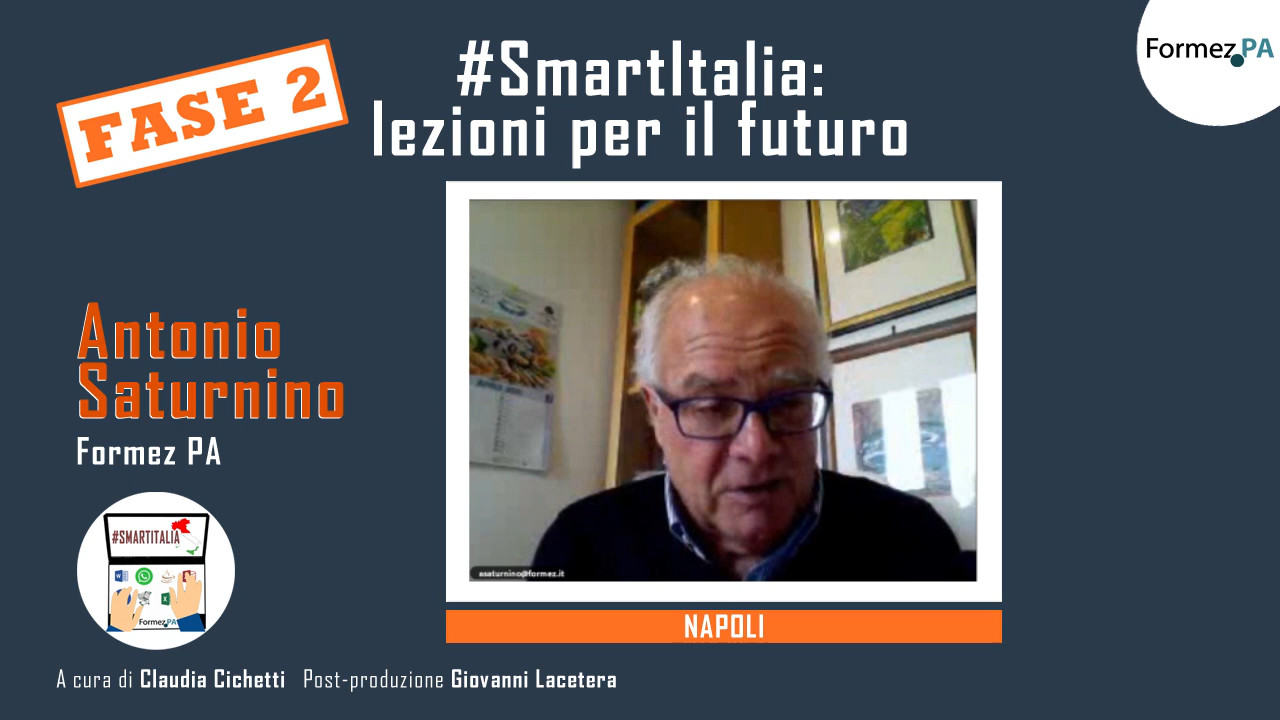 FASE 2
#SmartItalia:
lezioni per il futuro
Formez.PA
Antonio
Saturnino
Formez PA
#SMARTITALIA
Formez.PA
asaturnino@formez.it
NAPOLI
A cura di Claudia Cichetti Post-produzione Giovanni Lacetera